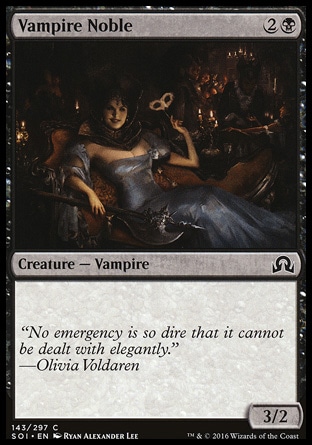 Vampire Noble 2
Creature — Vampire
“No emergency is so dire that it cannot
be dealt with elegantly.”
—Olivia Voldaren
3/2
143/297 C
SOI • EN Ryan Alexander Lee ™ & © 2016 Wizards of the Coast